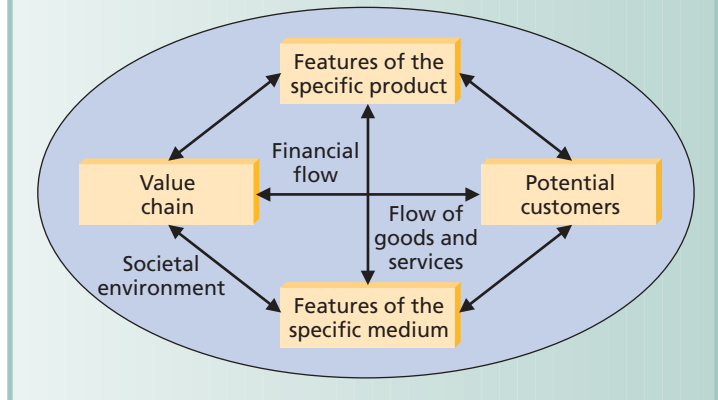 Features of the
specific product
Financial
flow
Value
chain
Potential
customers
Flow of
goods and
services
Societal
environment
Features of the
specific medium